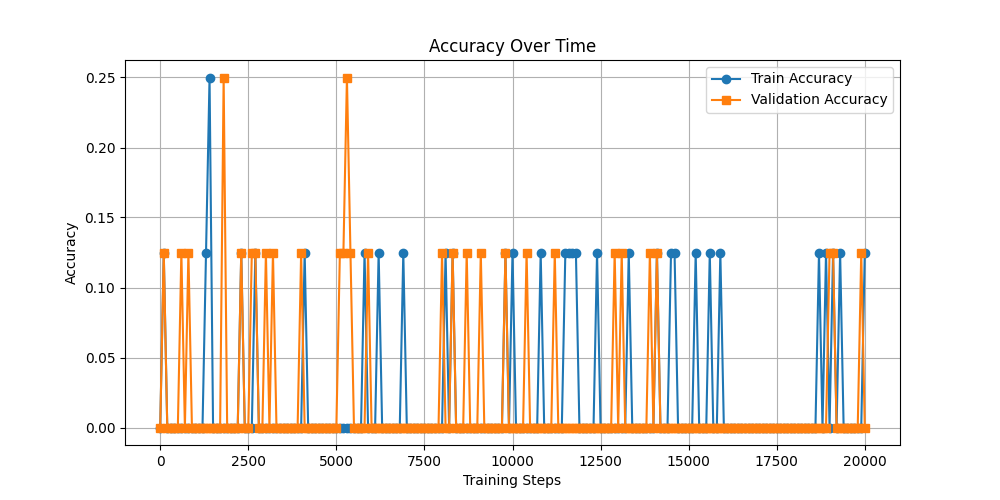 Accuracy Over Time
Train Accuracy
Validation Accuracy
Accuracy
0.25
0.20
0.15
0.10
0.05
0.00
0 2500 5000 7500 10000 12500 15000 17500 20000
Training Steps